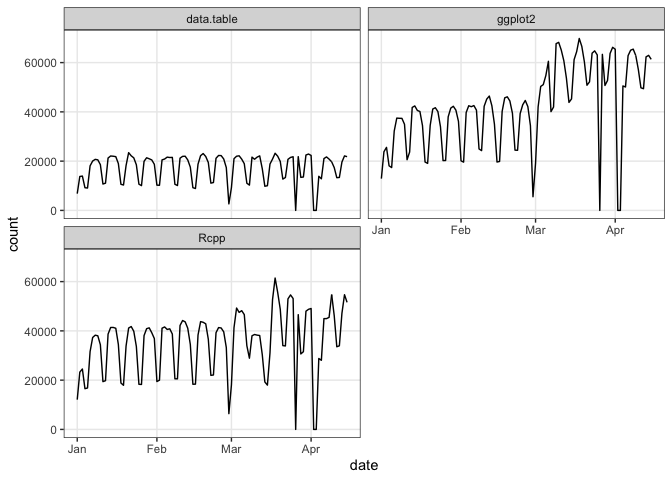 data.table
ggplot2
60000
40000
20000
0
Jan
Feb
Mar
Apr
count
Rcpp
60000
40000
20000
0
Jan
Feb
Mar
Apr
date